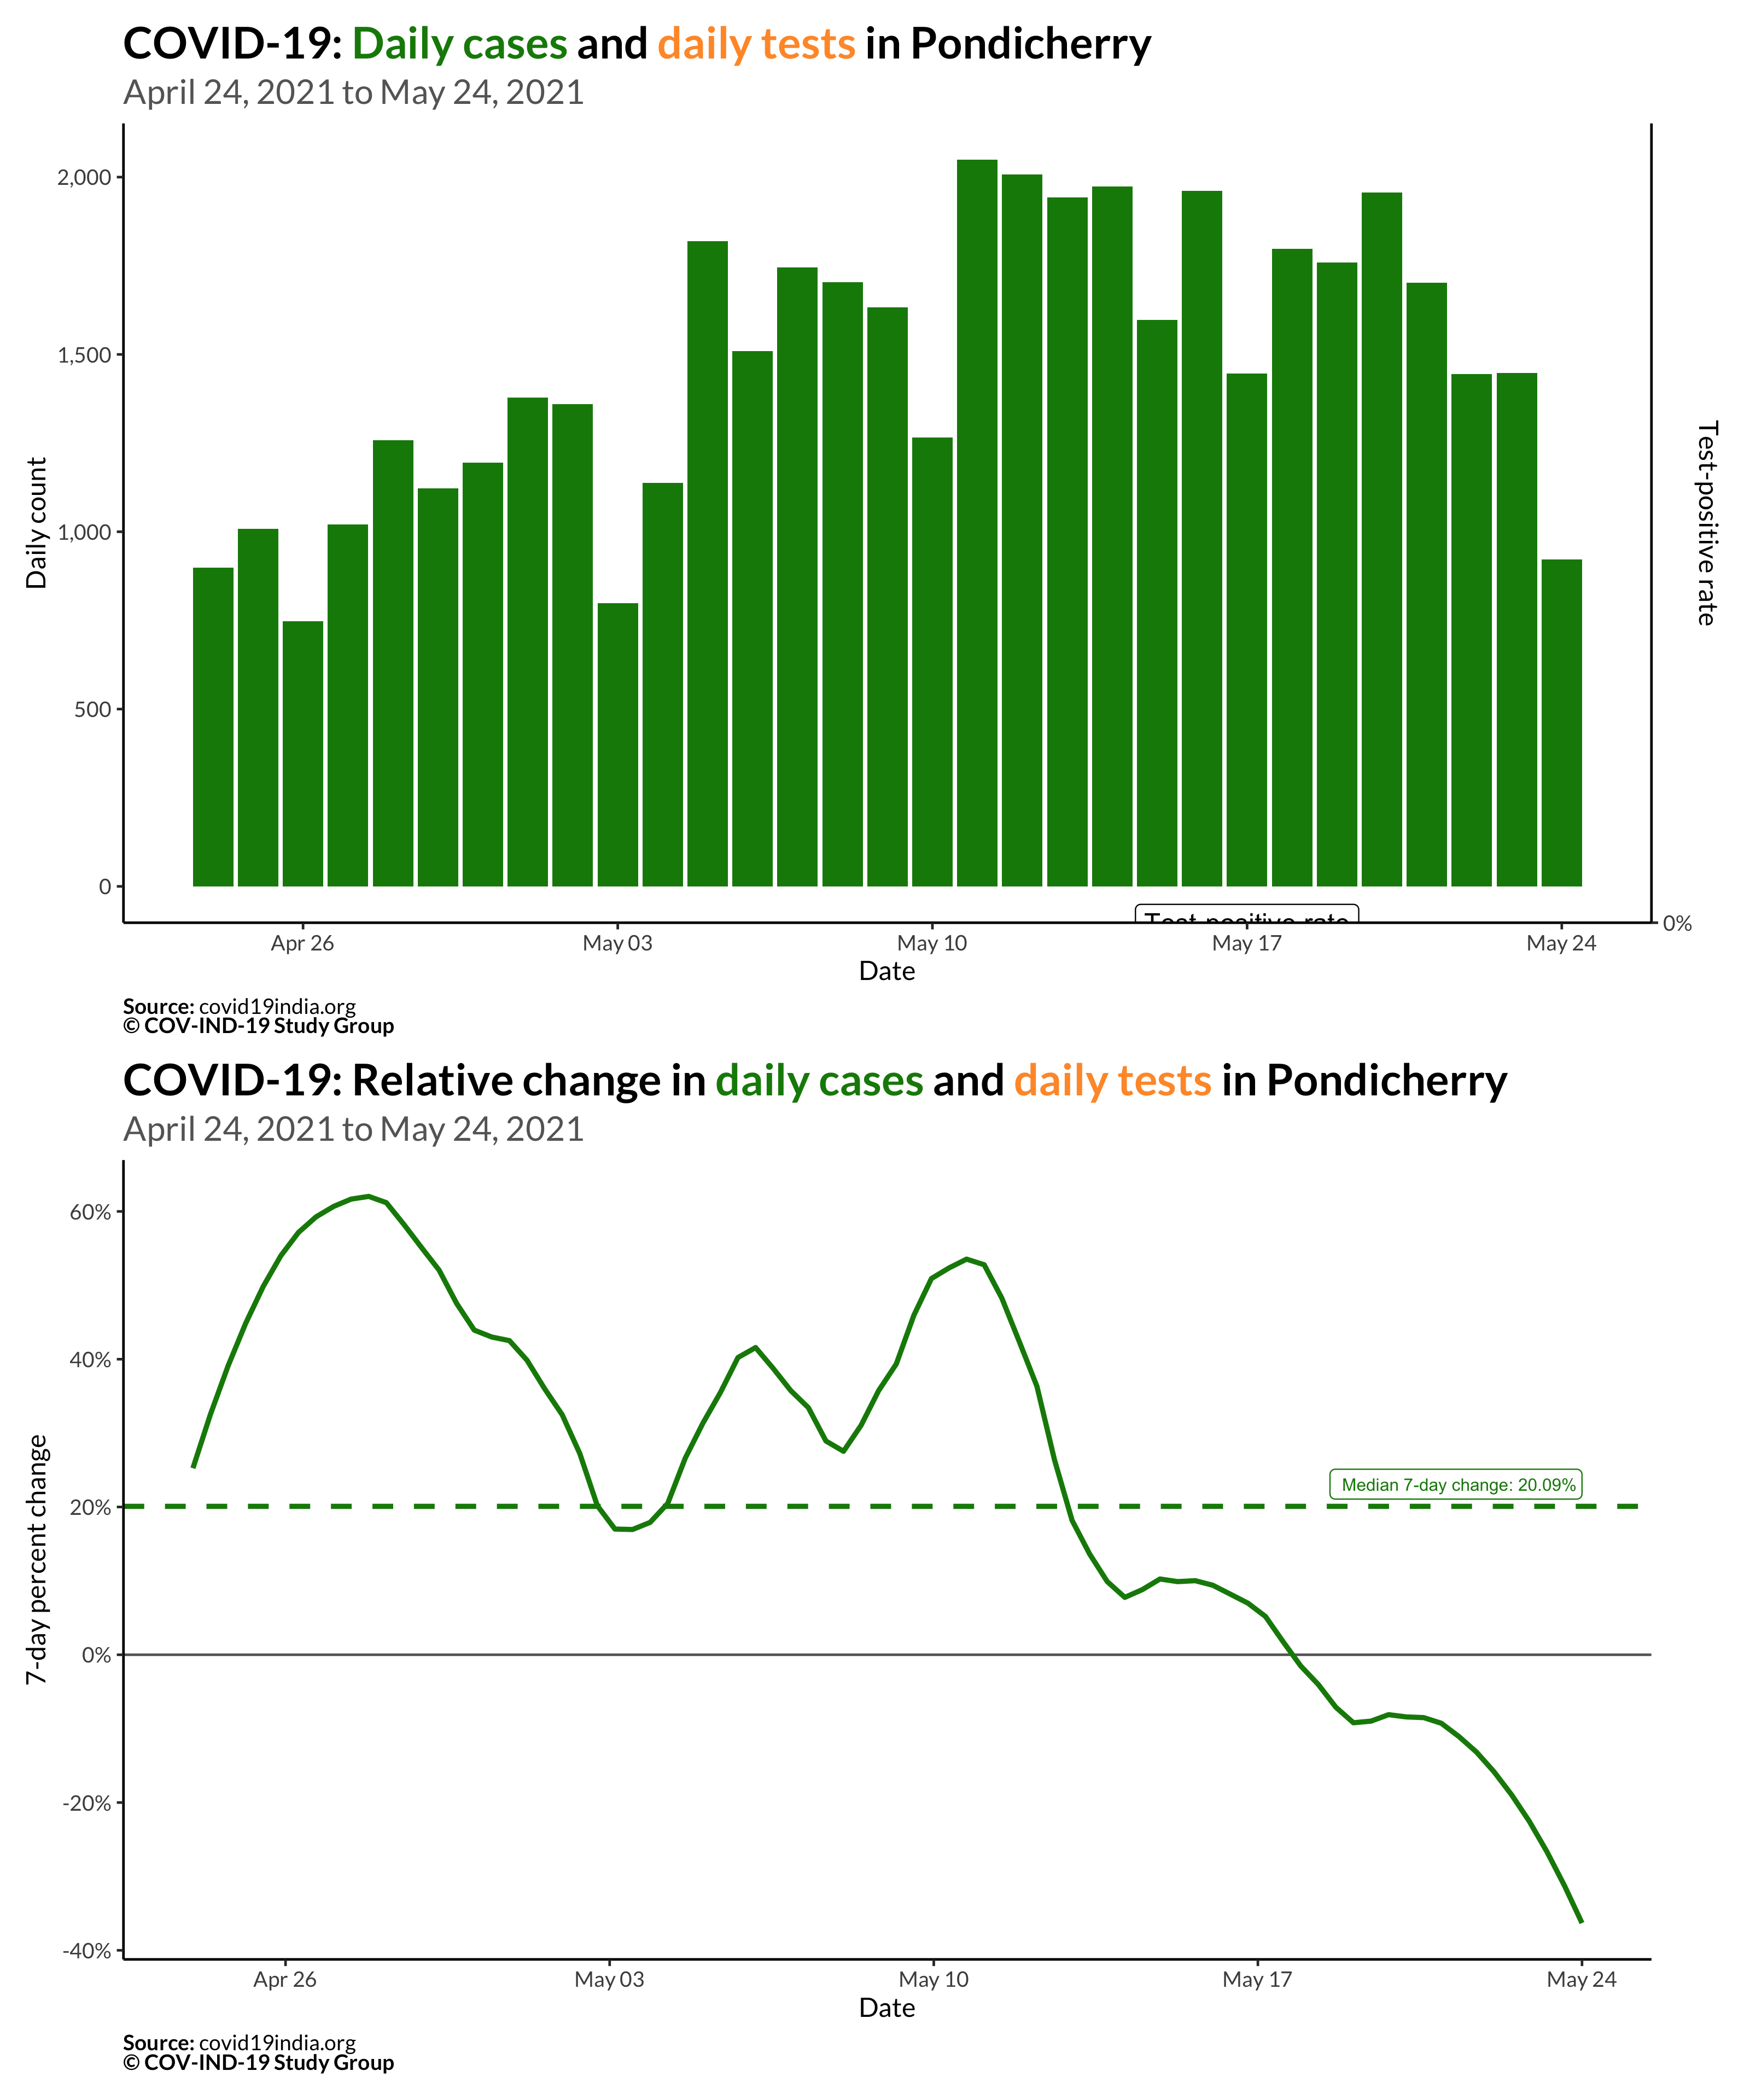 COVID-19: Daily cases and daily tests in Pondicherry
April 24, 2021 to May 24, 2021
2,000
1,500
1,000
500
0
Daily count
Test-positive rate
Test-positive rate
0%
Apr 26
May 03
May 10
May 17
May 24
Date
Source: covid19india.org
© COV-IND-19 Study Group
COVID-19: Relative change in daily cases and daily tests in Pondicherry
April 24, 2021 to May 24, 2021
60%
40%
20%
0%
-20%
-40%
7-day percent change
Median 7-day change: 20.09%
Apr 26
May 03
May 10
May 17
May 24
Date
Source: covid19india.org
© COV-IND-19 Study Group